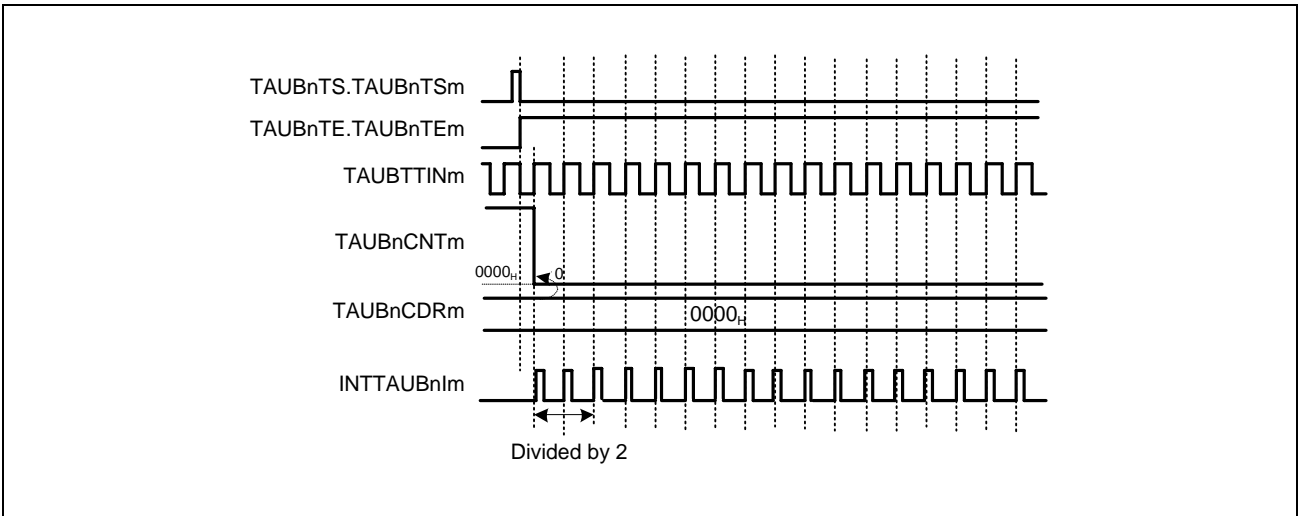 TAUBnTS.TAUBnTSm
TAUBnTE.TAUBnTEm
TAUBTTINm
TAUBnCNTm
0000H
0
TAUBnCDRm
0000H
INTTAUBnIm
Divided by 2